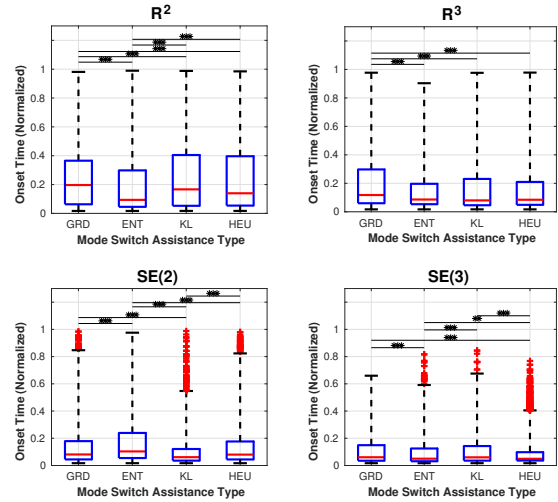 R²
***
***
***
***
***
Onset Time (Normalized)
1
0.8
0.6
0.4
0.2
0
GRD ENT KL HEU
Mode Switch Assistance Type
R³
***
***
***
Onset Time (Normalized)
1
0.8
0.6
0.4
0.2
0
GRD ENT KL HEU
Mode Switch Assistance Type
SE(2)
***
***
***
***
***
Onset Time (Normalized)
1
0.8
0.6
0.4
0.2
0
GRD ENT KL HEU
Mode Switch Assistance Type
SE(3)
***
**
***
***
***
Onset Time (Normalized)
1
0.8
0.6
0.4
0.2
0
GRD ENT KL HEU
Mode Switch Assistance Type